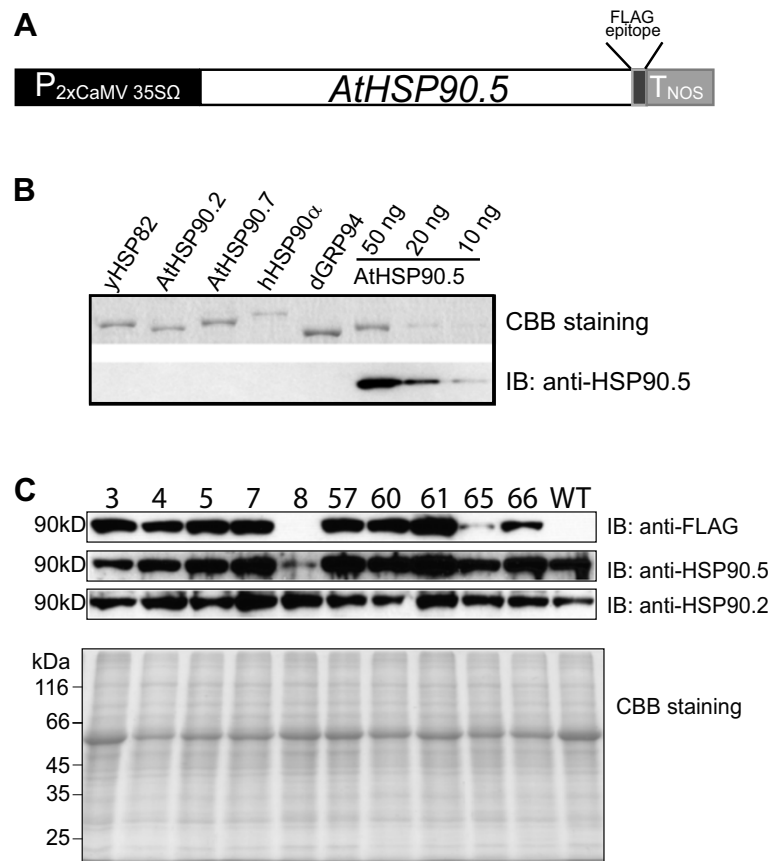 A
FLAG
epitope
P2xCaMV 35SΩ
AtHSP90.5
TNOS
B
yHSP82
AtHSP90.2
AtHSP90.7
hHSP90α
dGRP94
50 ng
20 ng
10 ng
AtHSP90.5
CBB staining
IB: anti-HSP90.5
C
3 4 5 7 8 57 60 61 65 66 WT
90kD
IB: anti-FLAG
90kD
IB: anti-HSP90.5
90kD
IB: anti-HSP90.2
kDa
116
66
45
35
25
CBB staining